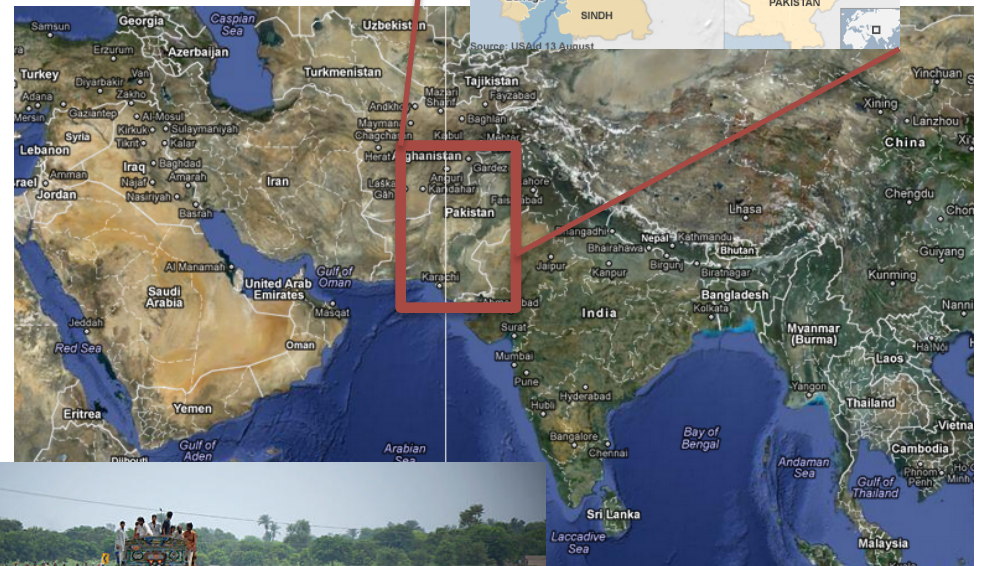 PAKISTAN
SINDH
Source: USAid 13 August
Samsun
Georgia
Caspian
Sea
Uzbekistan
Erzurum
Azerbaijan
Turkey
Van
Turkmenistan
Tajikistan
Yinchuan
Diyarbakir
Adana
Zakho
Mazari
Sharif
Fayzabad
Xining
Mersin
Gaziantep
Al-Mosul
Andkhoy
Baghlan
Lanzhou
Syria
Kirkuk
Sulaymaniyah
Maymana
Lebanon
Tikrit
Kalar
Chagcharan
Kabul
China
Iraq
Baghdad
Herat
Afghanistan
Gardez
Amman
Najaf
Amarah
Iran
Anguri
Kandahar
Jordan
Nasiriyah
Chengdu
Basrah
Pakistan
Lhasa
Nepal
Kathmandu
Bhairahawa
Bhutan
Guiyang
Al Manamah
Gulf of
Oman
Jaipur
Kanpur
Birgunj
Biratnagar
Kunming
Saudi
Arabia
United Arab
Emirates
Karachi
Bangladesh
Masqat
India
Kolkata
Jeddah
Surat
Myanmar
(Burma)
Red Sea
Oman
Mumbai
Laos
Ha Noi
Pune
Yangon
Yemen
Hyderabad
Thailand
Eritrea
Hubli
Gulf of
Aden
Arabian
Sea
Bangalore
Bay of
Bengal
Cambodia
Djibouti
Chennai
Andaman
Sea
Phnom
Penh
Gulf of
Thailand
Sri Lanka
Laccadive
Sea
Malaysia